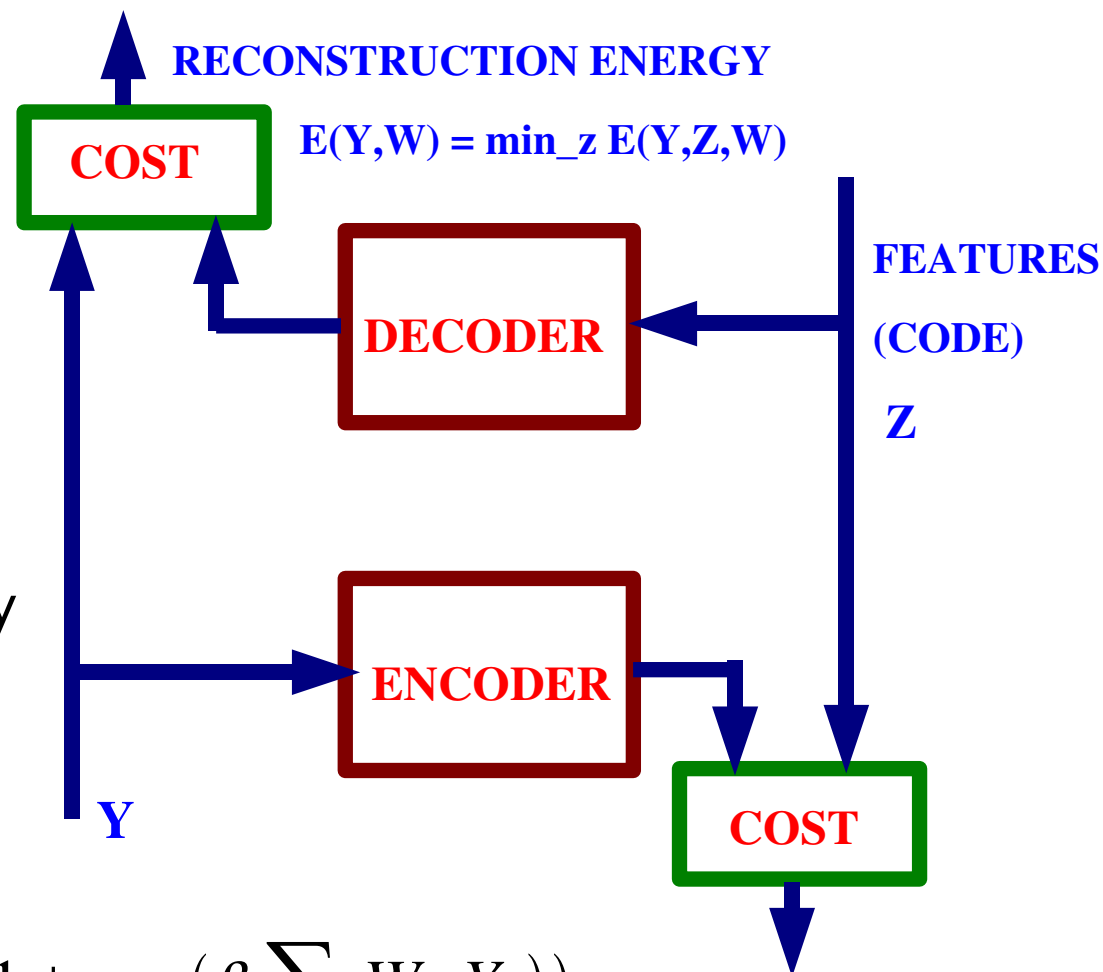 RECONSTRUCTION ENERGY
E(Y,W) = min_z E(Y,Z,W)
COST
FEATURES
(CODE)
Z
DECODER
y
ENCODER
Y
COST